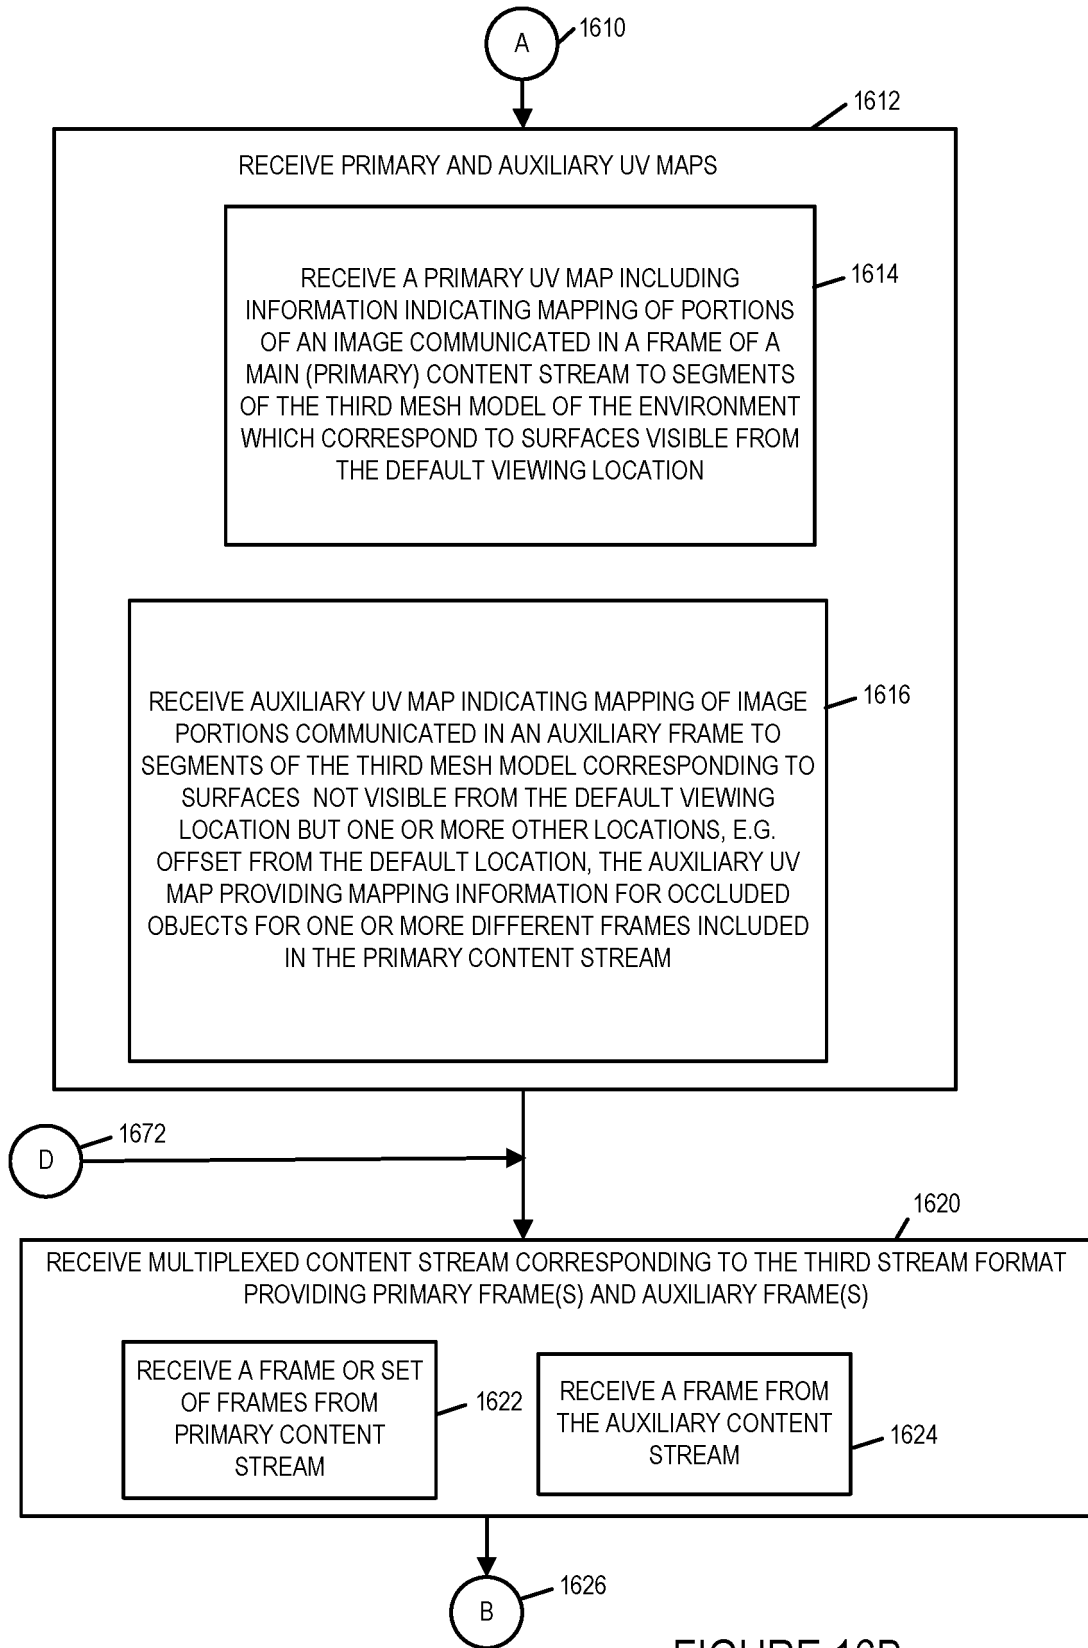 A
1610
1612
RECEIVE PRIMARY AND AUXILIARY UV MAPS
RECEIVE A PRIMARY UV MAP INCLUDING
INFORMATION INDICATING MAPPING OF PORTIONS
OF AN IMAGE COMMUNICATED IN A FRAME OF A
MAIN (PRIMARY) CONTENT STREAM TO SEGMENTS
OF THE THIRD MESH MODEL OF THE ENVIRONMENT
WHICH CORRESPOND TO SURFACES VISIBLE FROM
THE DEFAULT VIEWING LOCATION
1614
RECEIVE AUXILIARY UV MAP INDICATING MAPPING OF IMAGE
PORTIONS COMMUNICATED IN AN AUXILIARY FRAME TO
SEGMENTS OF THE THIRD MESH MODEL CORRESPONDING TO
SURFACES NOT VISIBLE FROM THE DEFAULT VIEWING
LOCATION BUT ONE OR MORE OTHER LOCATIONS, E.G.
OFFSET FROM THE DEFAULT LOCATION, THE AUXILIARY UV
MAP PROVIDING MAPPING INFORMATION FOR OCCLUDED
OBJECTS FOR ONE OR MORE DIFFERENT FRAMES INCLUDED
IN THE PRIMARY CONTENT STREAM
1616
D
1672
1620
RECEIVE MULTIPLEXED CONTENT STREAM CORRESPONDING TO THE THIRD STREAM FORMAT
PROVIDING PRIMARY FRAME(S) AND AUXILIARY FRAME(S)
RECEIVE A FRAME OR SET
OF FRAMES FROM
PRIMARY CONTENT
STREAM
1622
RECEIVE A FRAME FROM
THE AUXILIARY CONTENT
STREAM
1624
B
1626
FIGURE 16B